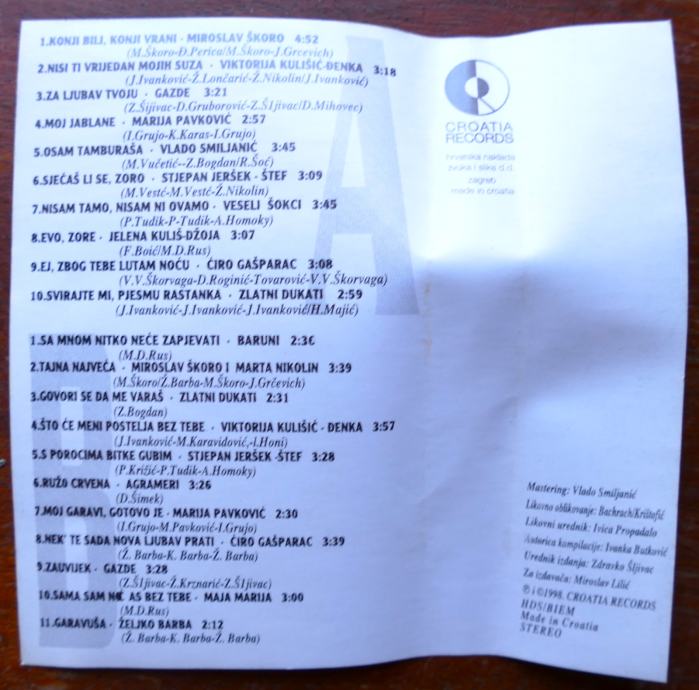 1.KONJI BILI, KONJI VRANI · MIROSLAV ŠKORO 4:52
(M.Škoro-Đ.Perica/M.Škoro-J.Grcevich)
2.NISI TI VRIJEDAN MOJIH SUZA · VIKTORIJA KULIŠIĆ-ĐENKA 3:18
(J.Ivanković-Ž.Lončarić-Ž.Nikolin/J.Ivanković)
3.ZA LJUBAV TVOJU · GAZDE 3:21
(Z.Šijivac-D.Gruborović-Z.Šljivac/D.Mihovec)
4.MOJ JABLANE · MARIJA PAVKOVIĆ 2:57
(I.Grujo-K.Karas-I.Grujo)
5.OSAM TAMBURAŠA · VLADO SMILJANIĆ 3:45
(M.Vučetić--Z.Bogdan/R.Šoć)
6.SJEĆAŠ LI SE, ZORO · STJEPAN JERŠEK · ŠTEF 3:09
(M.Vestć-M.Vestć-Ž.Nikolin)
7.NISAM TAMO, NISAM NI OVAMO · VESELI ŠOKCI 3:45
(P.Tudik-P-Tudik-A.Homoky)
8.EVO, ZORE · JELENA KULIŠ-DŽOJA 3:07
(F.Boić/M.D.Rus)
9.EJ, ZBOG TEBE LUTAM NOĆU · ĆIRO GAŠPARAC 3:08
(V.V.Škorvaga-D.Roginić-Tovarović-V.V.Škorvaga)
10.SVIRAJTE MI, PJESMU RASTANKA · ZLATNI DUKATI 2:59
(J.Ivanković-J.Ivanković-J.Ivanković/H.Majić)
A
1.SA MNOM NITKO NEĆE ZAPJEVATI · BARUNI 2:36
(M.D.Rus)
2.TAJNA NAJVEĆA · MIROSLAV ŠKORO I MARTA NIKOLIN 3:39
(M.Škoro/Ž.Barba-M.Škoro-J.Grčevich)
3.GOVORI SE DA ME VARAŠ · ZLATNI DUKATI 2:31
(Z.Bogdan)
4.ŠTO ĆE MENI POSTELJA BEZ TEBE · VIKTORIJA KULIŠIĆ · ĐENKA 3:57
(J.Ivanković-M.Karavidović,-I.Honi)
5.S POROCIMA BITKE GUBIM · STJEPAN JERŠEK -ŠTEF 3:28
(P.Križić-P.Tudik-A.Homoky)
6.RUŽO CRVENA · AGRAMERI 3:26
(D.Šimek)
7.MOJ GARAVI, GOTOVO JE · MARIJA PAVKOVIĆ 2:30
(I.Grujo-M.Pavković-I.Grujo)
8.NEK' TE SADA NOVA LJUBAV PRATI · ĆIRO GAŠPARAC 3:39
(Ž. Barba-K. Barba-Ž. Barba)
9.ZAUVIJEK · GAZDE 3:28
(Z.Šljivac-Ž.Krznarić-Z.Šljivac)
10.SAMA SAM NOĆAS BEZ TEBE · MAJA MARIJA 3:00
(M.D.Rus)
11.GARAVUŠA · ŽELJKO BARBA 2:12
(Ž. Barba-K. Barba-Ž. Barba)
B
CROATIA
RECORDS
hrvatska naklada
zvuka i slika d.d.
zagreb
made in croatia
Mastering: Vlado Smiljanić
Likovno oblikovanje: Bachrach/Krištofić
Likovni urednik: Ivica Propadalo
Autorica kompilacije: Ivanka Butković
Urednik izdanja: Zdravko Šljivac
Za izdavača: Miroslav Lilić
℗ i ©1998. CROATIA RECORDS
HDS/BIEM
Made in Croatia
STEREO